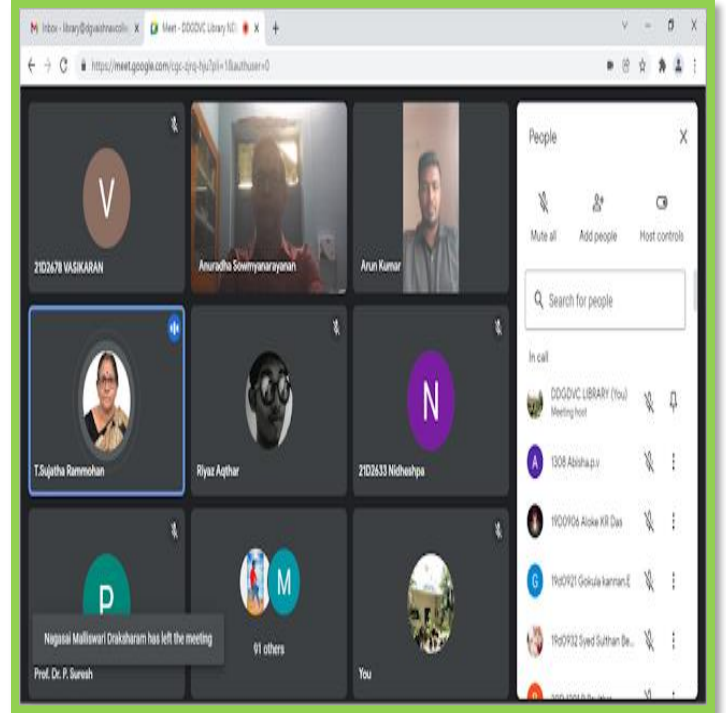 Inbox - library@dgvaishnavcolle
Meet - DDGDVC Library ND
https://meet.google.com/cgc-zjrq-hju?pli=1&authuser=0
V
21D2678 VASIKARAN
Anuradha Sowmyanarayanan
Arun Kumar
T.Sujatha Rammohan
Riyaz Aqthar
N
21D2633 Nidheshpa
P
Nagasai Malliswari Draksharam has left the meeting
Prof. Dr. P. Suresh
M
91 others
You
People
Mute all
Add people
Host controls
Search for people
In call
DDGDVC LIBRARY (You)
Meeting host
A
1308 Abisha.p.v
19D0906 Aloke KR Das
G
19d0921 Gokula kannan.E
19d0932 Syed Sulthan Be...